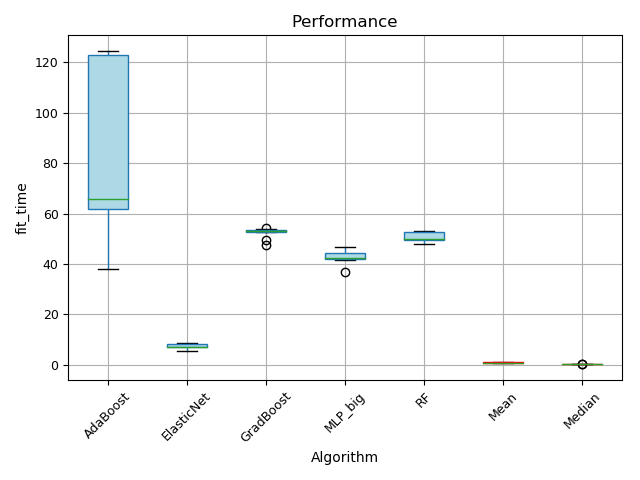 Performance
120
100
80
60
40
20
0
fit_time
AdaBoost
ElasticNet
GradBoost
MLP_big
RF
Mean
Median
Algorithm